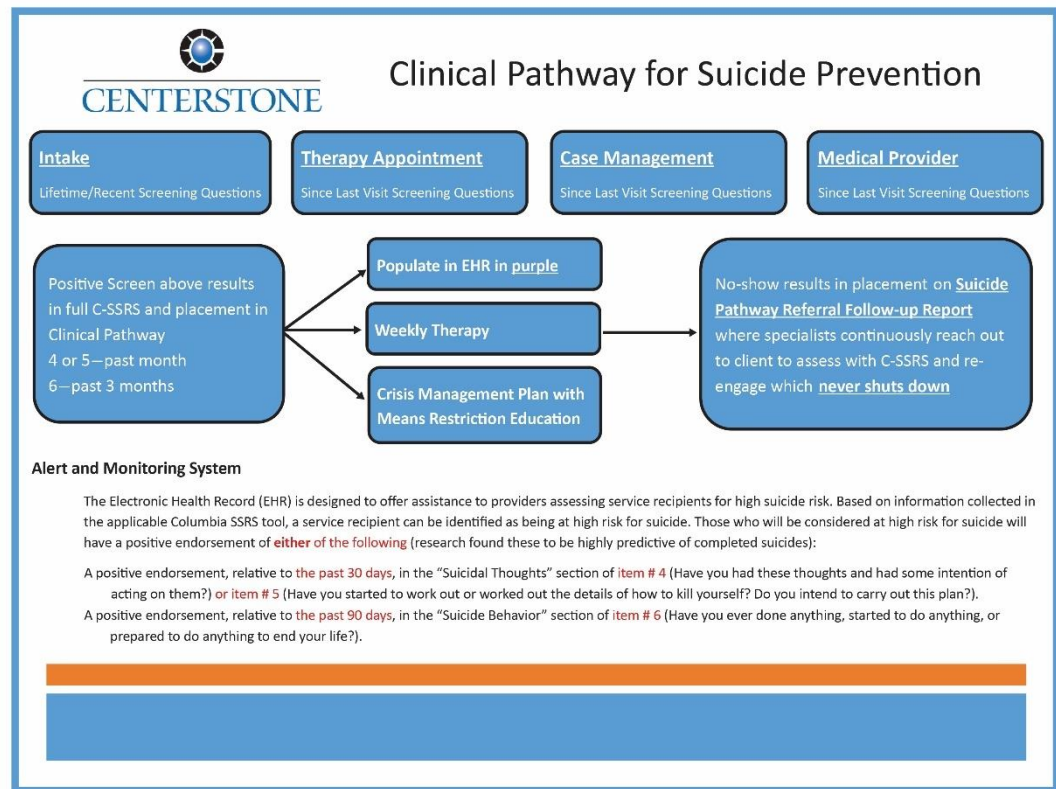 CENTERSTONE
Clinical Pathway for Suicide Prevention
Intake
Lifetime/Recent Screening Questions
Therapy Appointment
Since Last Visit Screening Questions
Case Management
Since Last Visit Screening Questions
Medical Provider
Since Last Visit Screening Questions
Positive Screen above results
in full C-SSRS and placement in
Clinical Pathway
4 or 5—past month
6—past 3 months
Populate in EHR in purple
Weekly Therapy
Crisis Management Plan with
Means Restriction Education
No-show results in placement on Suicide
Pathway Referral Follow-up Report
where specialists continuously reach out
to client to assess with C-SSRS and re-
engage which never shuts down
Alert and Monitoring System
The Electronic Health Record (EHR) is designed to offer assistance to providers assessing service recipients for high suicide risk. Based on information collected in
the applicable Columbia SSRS tool, a service recipient can be identified as being at high risk for suicide. Those who will be considered at high risk for suicide will
have a positive endorsement of either of the following (research found these to be highly predictive of completed suicides):
A positive endorsement, relative to the past 30 days, in the “Suicidal Thoughts” section of item # 4 (Have you had these thoughts and had some intention of
acting on them?) or item # 5 (Have you started to work out or worked out the details of how to kill yourself? Do you intend to carry out this plan?).
A positive endorsement, relative to the past 90 days, in the “Suicide Behavior” section of item # 6 (Have you ever done anything, started to do anything, or
prepared to do anything to end your life?).